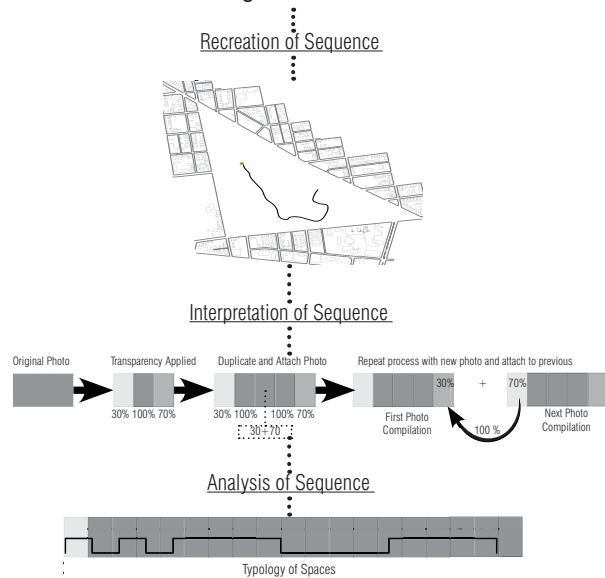 Recreation of Sequence
Interpretation of Sequence
Original Photo
Transparency Applied
Duplicate and Attach Photo
Repeat process with new photo and attach to previous
30% 100% 70%
30% 100% 100% 70%
30+70
30% + 70%
First Photo
Compilation
100 %
Next Photo
Compilation
Analysis of Sequence
Typology of Spaces